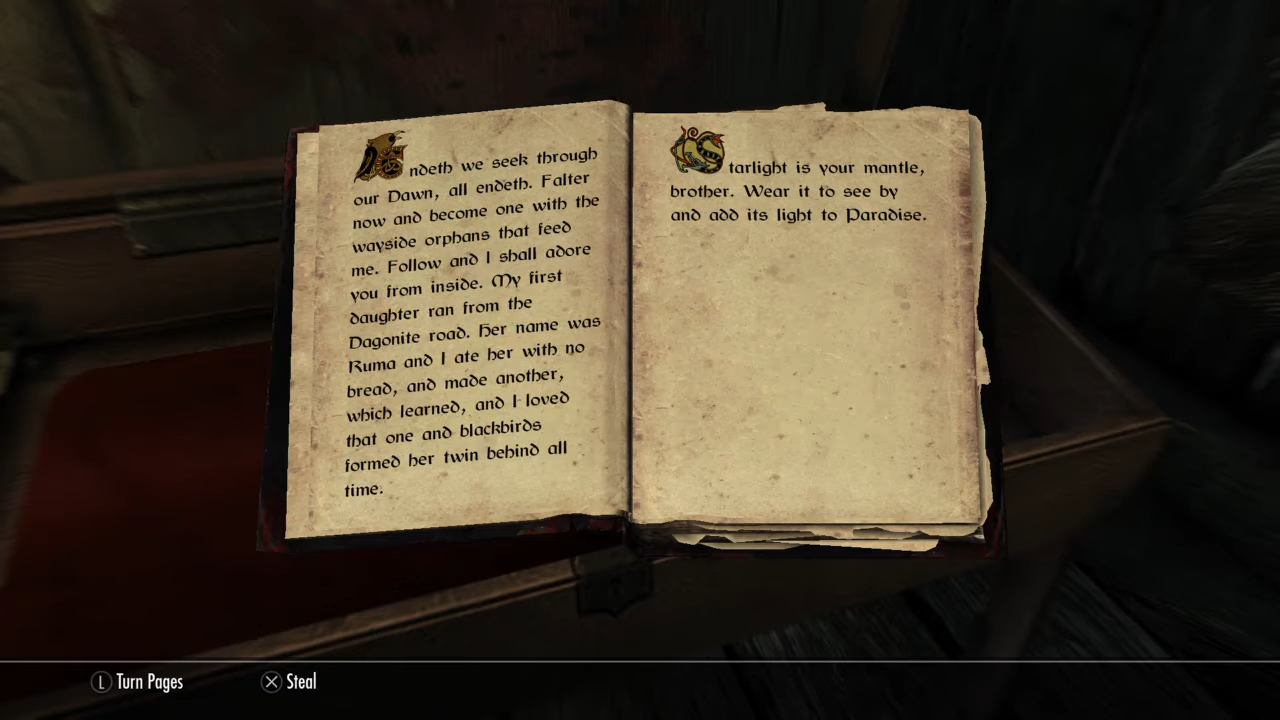 Endeth we seek through
our Dawn, all endeth. Falter
now and become one with the
wayside orphans that feed
me. Follow and I shall adore
you from inside. My first
daughter ran from the
Dagonite road. Her name was
Ruma and I ate her with no
bread, and made another,
which learned, and I loved
that one and blackbirds
formed her twin behind all
time.
Starlight is your mantle,
brother. Wear it to see by
and add its light to Paradise.
L Turn Pages
X Steal